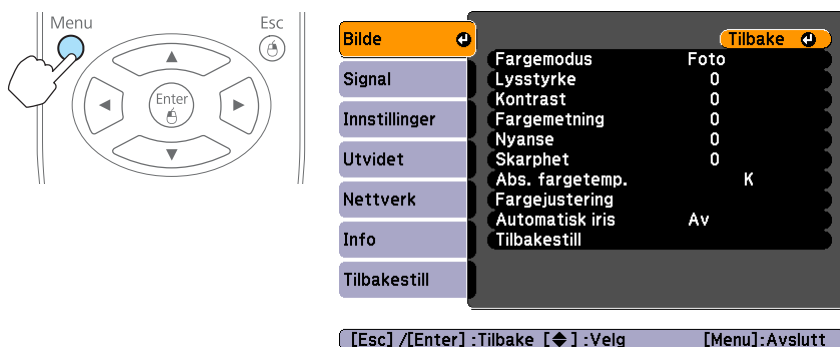 Menu
Esc
Enter
Bilde
Signal
Innstillinger
Utvidet
Nettverk
Info
Tilbakestill
Tilbake
Fargemodus Foto
Lysstyrke 0
Kontrast 0
Fargemetning 0
Nyanse 0
Skarphet 0
Abs. fargetemp. K
Fargejustering
Automatisk iris Av
Tilbakestill
[Esc] /[Enter] :Tilbake [◆] :Velg [Menu]:Avslutt